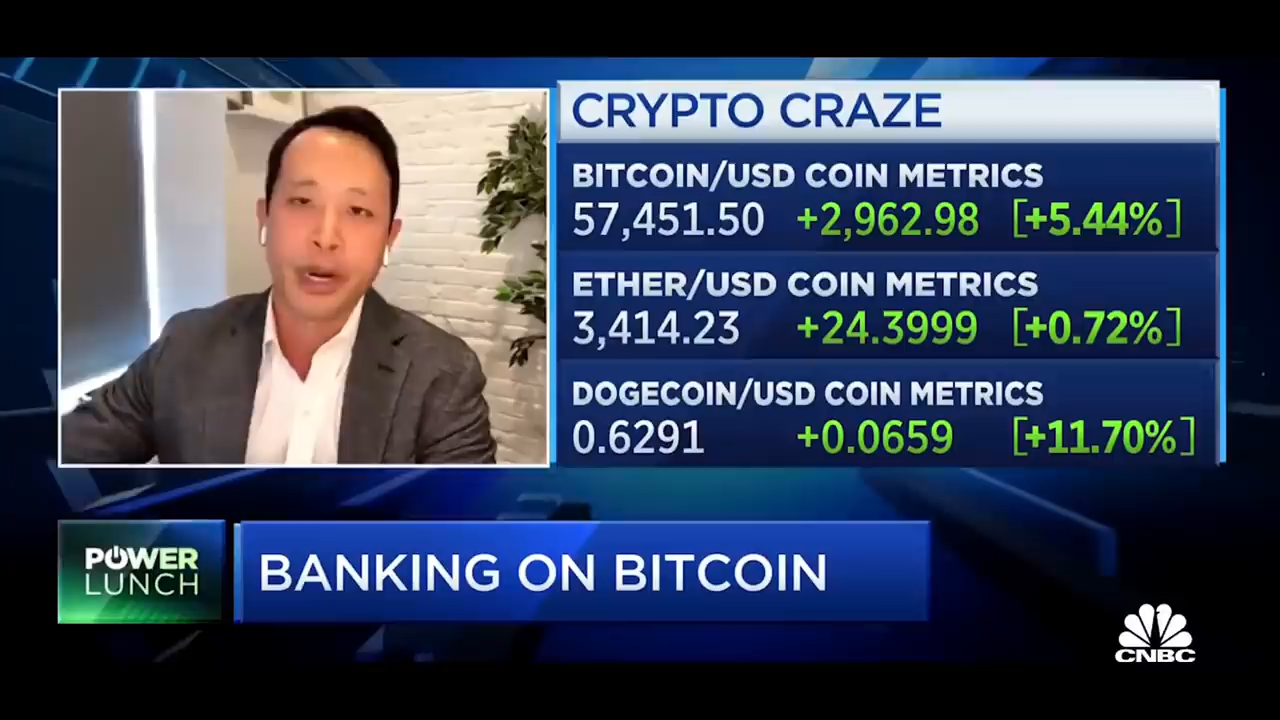 CRYPTO CRAZE
BITCOIN/USD COIN METRICS
57,451.50 +2,962.98 [+5.44%]
ETHER/USD COIN METRICS
3,414.23 +24.3999 [+0.72%]
DOGECOIN/USD COIN METRICS
0.6291 +0.0659 [+11.70%]
POWER
LUNCH
BANKING ON BITCOIN
CNBC